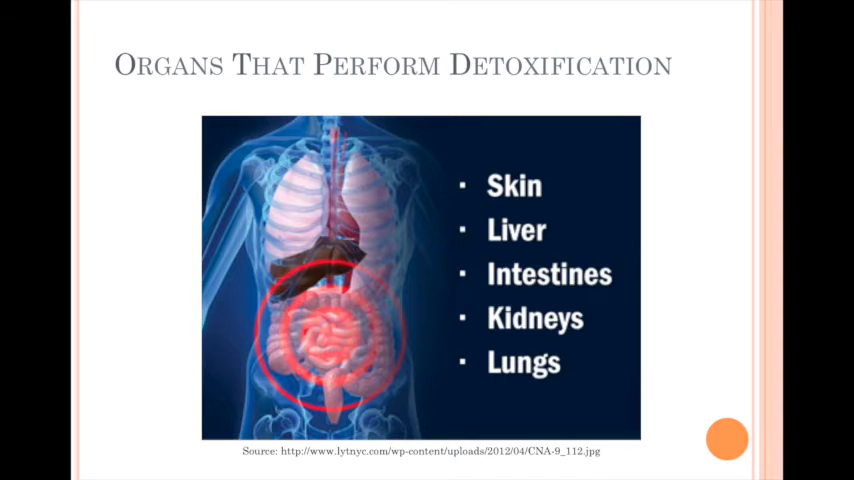 Organs That Perform Detoxification
· Skin
· Liver
· Intestines
· Kidneys
· Lungs
Source: http://www.lytnyc.com/wp-content/uploads/2012/04/CNA-9_112.jpg